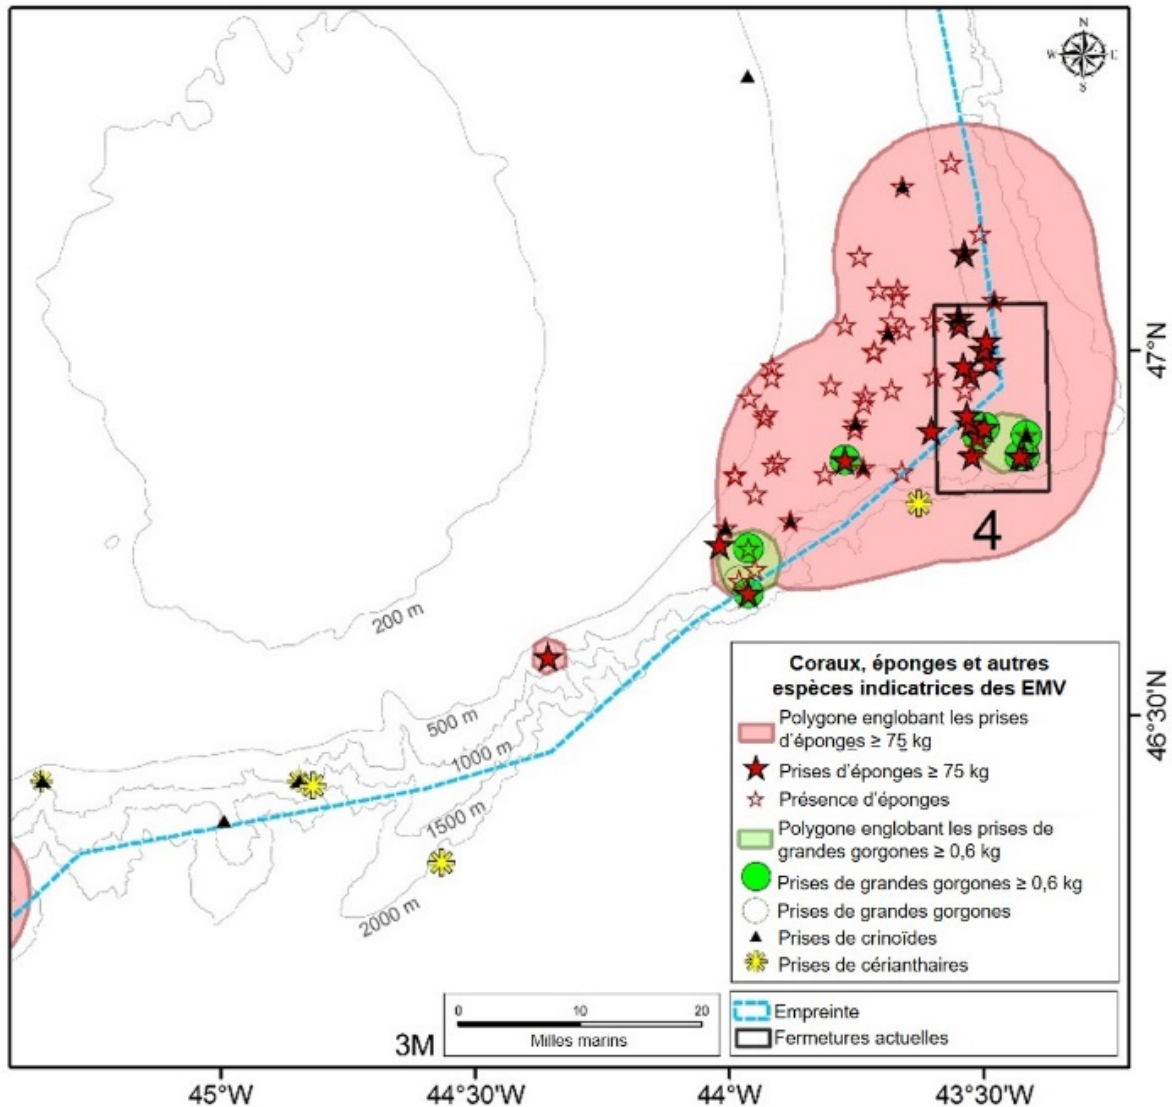 N
W E
S
47°N
4
200 m
500 m
1000 m
1500 m
2000 m
46°30'N
Coraux, éponges et autres
espèces indicatrices des EMV
Polygone englobant les prises
d'éponges ≥ 75 kg
Prises d'éponges ≥ 75 kg
Présence d'éponges
Polygone englobant les prises de
grandes gorgones ≥ 0,6 kg
Prises de grandes gorgones ≥ 0,6 kg
Prises de grandes gorgones
Prises de crinoïdes
Prises de cérianthaires
Empreinte
Fermetures actuelles
0 10 20
Milles marins
3M
45°W 44°30'W 44°W 43°30'W